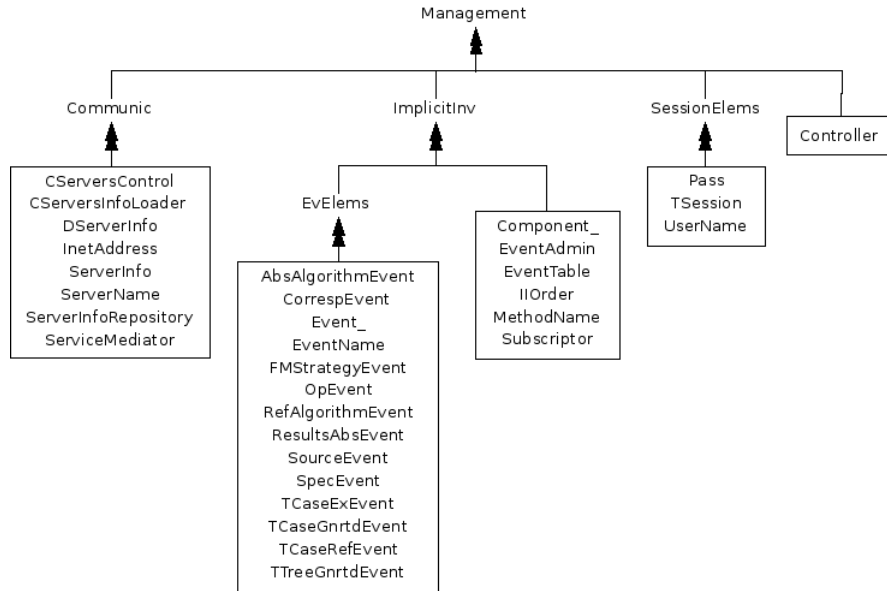 Management
Communic
ImplicitInv
SessionElems
Controller
CServersControl
CServersInfoLoader
DServerInfo
InetAddress
ServerInfo
ServerName
ServerInfoRepository
ServiceMediator
EvElems
AbsAlgorithmEvent
CorrespEvent
Event_
EventName
FMStrategyEvent
OpEvent
RefAlgorithmEvent
ResultsAbsEvent
SourceEvent
SpecEvent
TCaseExEvent
TCaseGnrtdEvent
TCaseRefEvent
TTreeGnrtdEvent
Component_
EventAdmin
EventTable
IIOrder
MethodName
Subscriptor
Pass
TSession
UserName